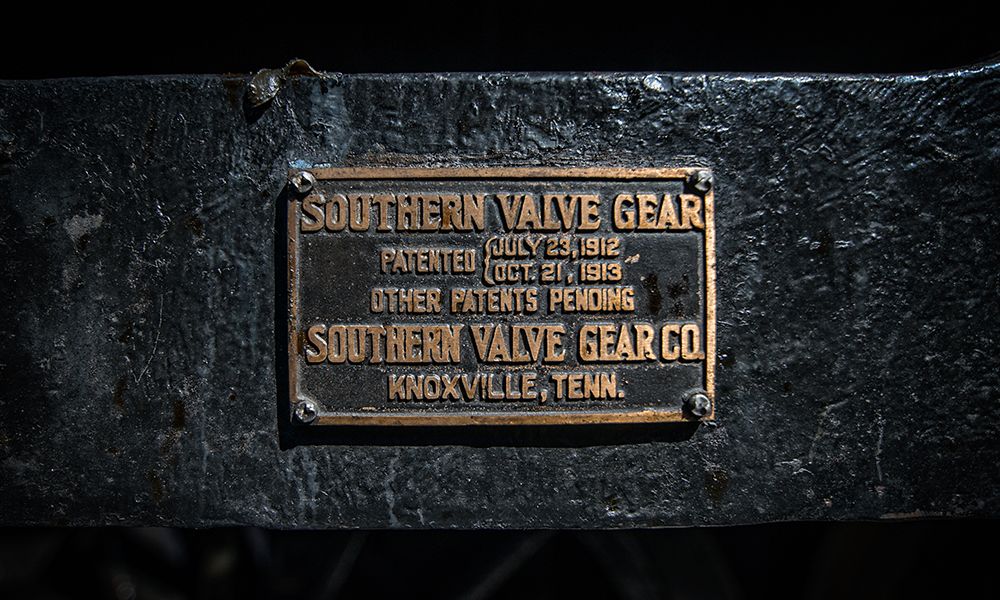 SOUTHERN VALVE GEAR
PATENTED { JULY 23, 1912
OCT. 21, 1913
OTHER PATENTS PENDING
SOUTHERN VALVE GEAR CO.
KNOXVILLE, TENN.